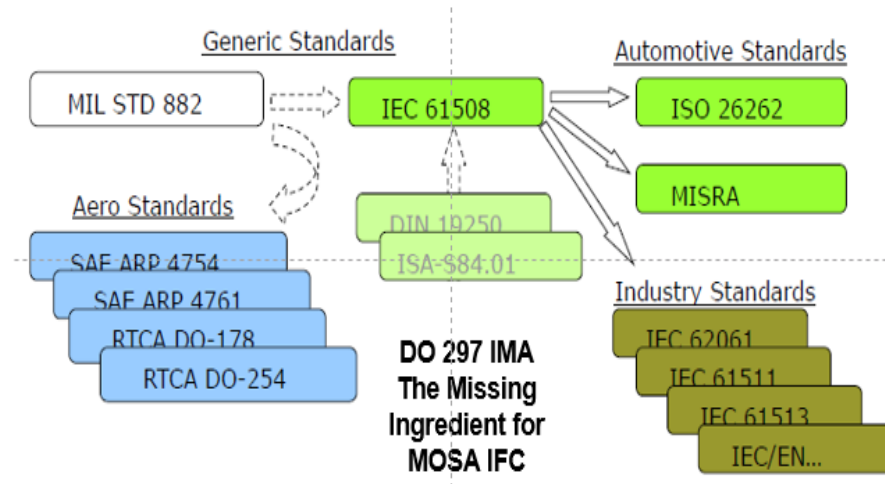 Generic Standards
Automotive Standards
MIL STD 882
IEC 61508
ISO 26262
MISRA
Aero Standards
DIN 19250
ISA-S84.01
SAE ARP 4754
SAE ARP 4761
RTCA DO-178
RTCA DO-254
Industry Standards
IEC 62061
IEC 61511
IEC 61513
IEC/EN...
DO 297 IMA
The Missing
Ingredient for
MOSA IFC